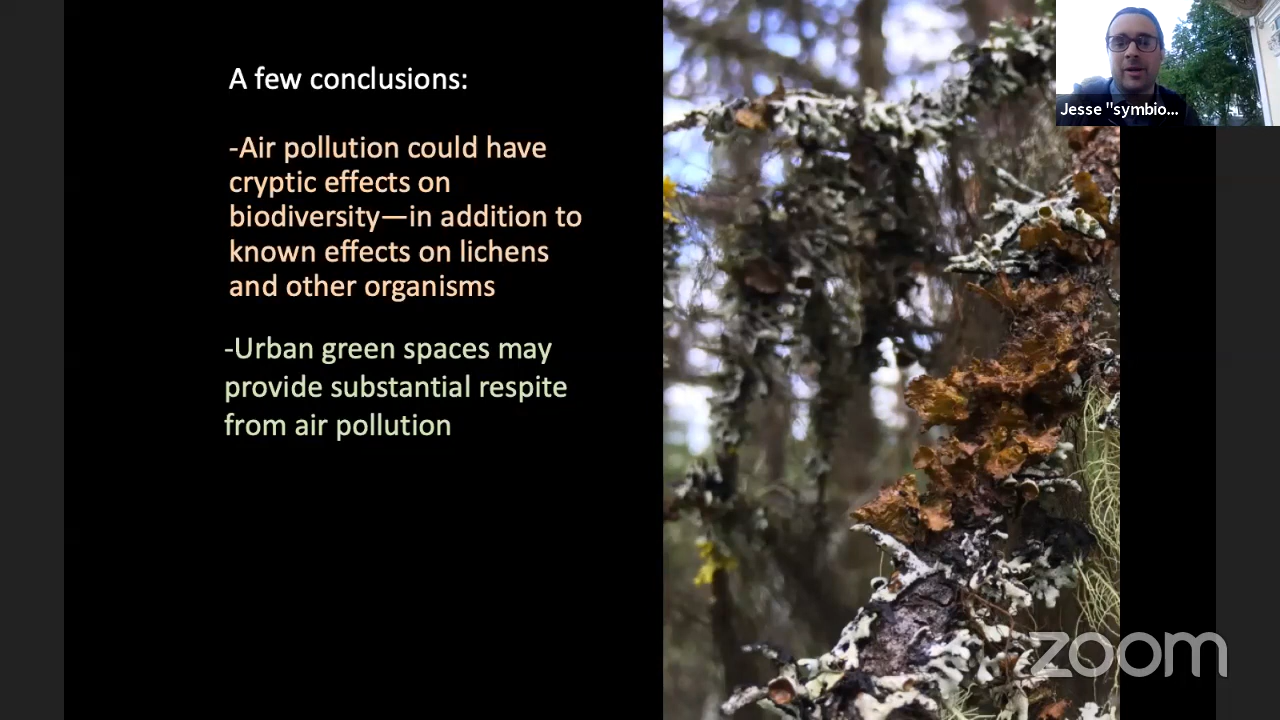 A few conclusions:
-Air pollution could have
cryptic effects on
biodiversity—in addition to
known effects on lichens
and other organisms
-Urban green spaces may
provide substantial respite
from air pollution
Jesse "symbio...
zoom